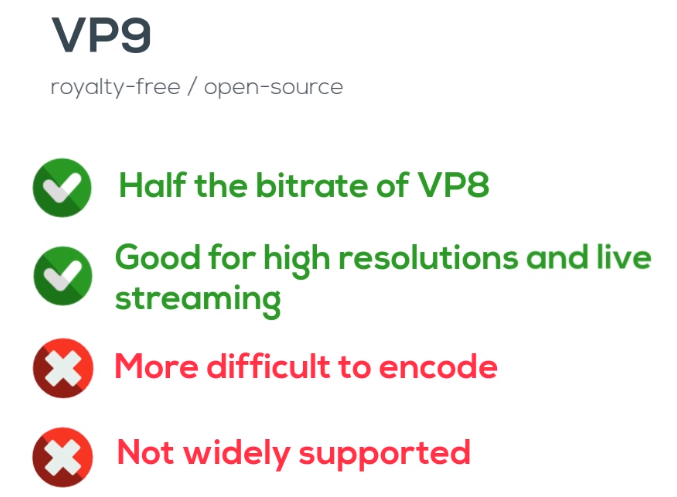 VP9
royalty-free / open-source
Half the bitrate of VP8
Good for high resolutions and live
streaming
More difficult to encode
Not widely supported